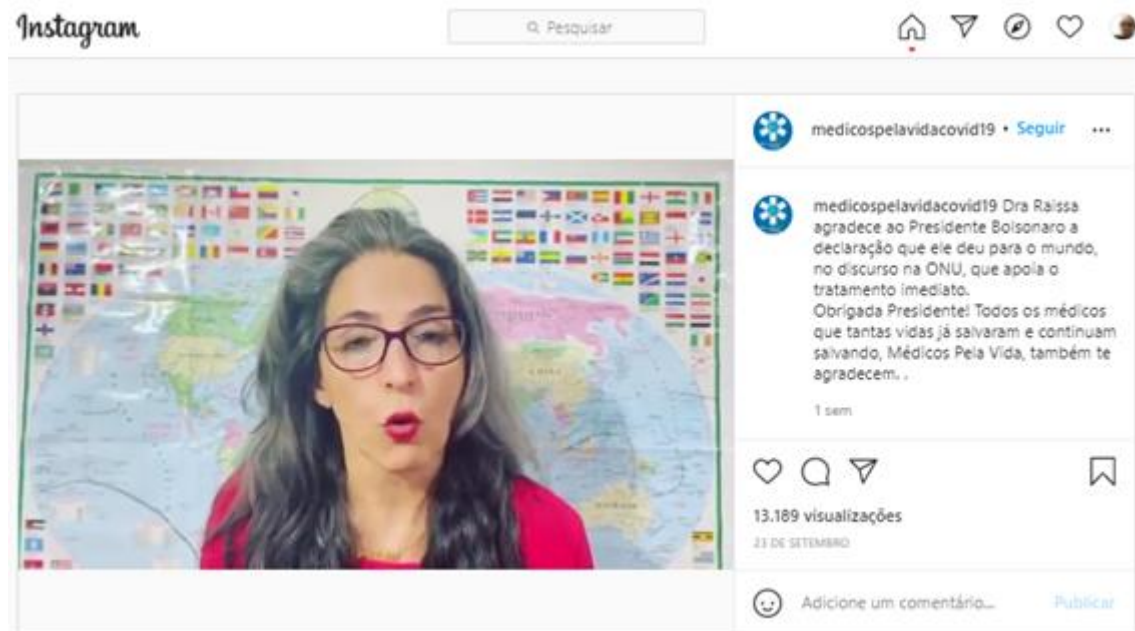 Instagram
Pesquisar
medicospelavidacovid19 • Seguir
medicospelavidacovid19 Dra Raissa
agradece ao Presidente Bolsonaro a
declaração que ele deu para o mundo,
no discurso na ONU, que apoia o
tratamento imediato.
Obrigada Presidente! Todos os médicos
que tantas vidas já salvaram e continuam
salvando, Médicos Pela Vida, também te
agradecem. .
1 sem
13.189 visualizações
23 DE SETEMBRO
Adicione um comentário...
Publicar